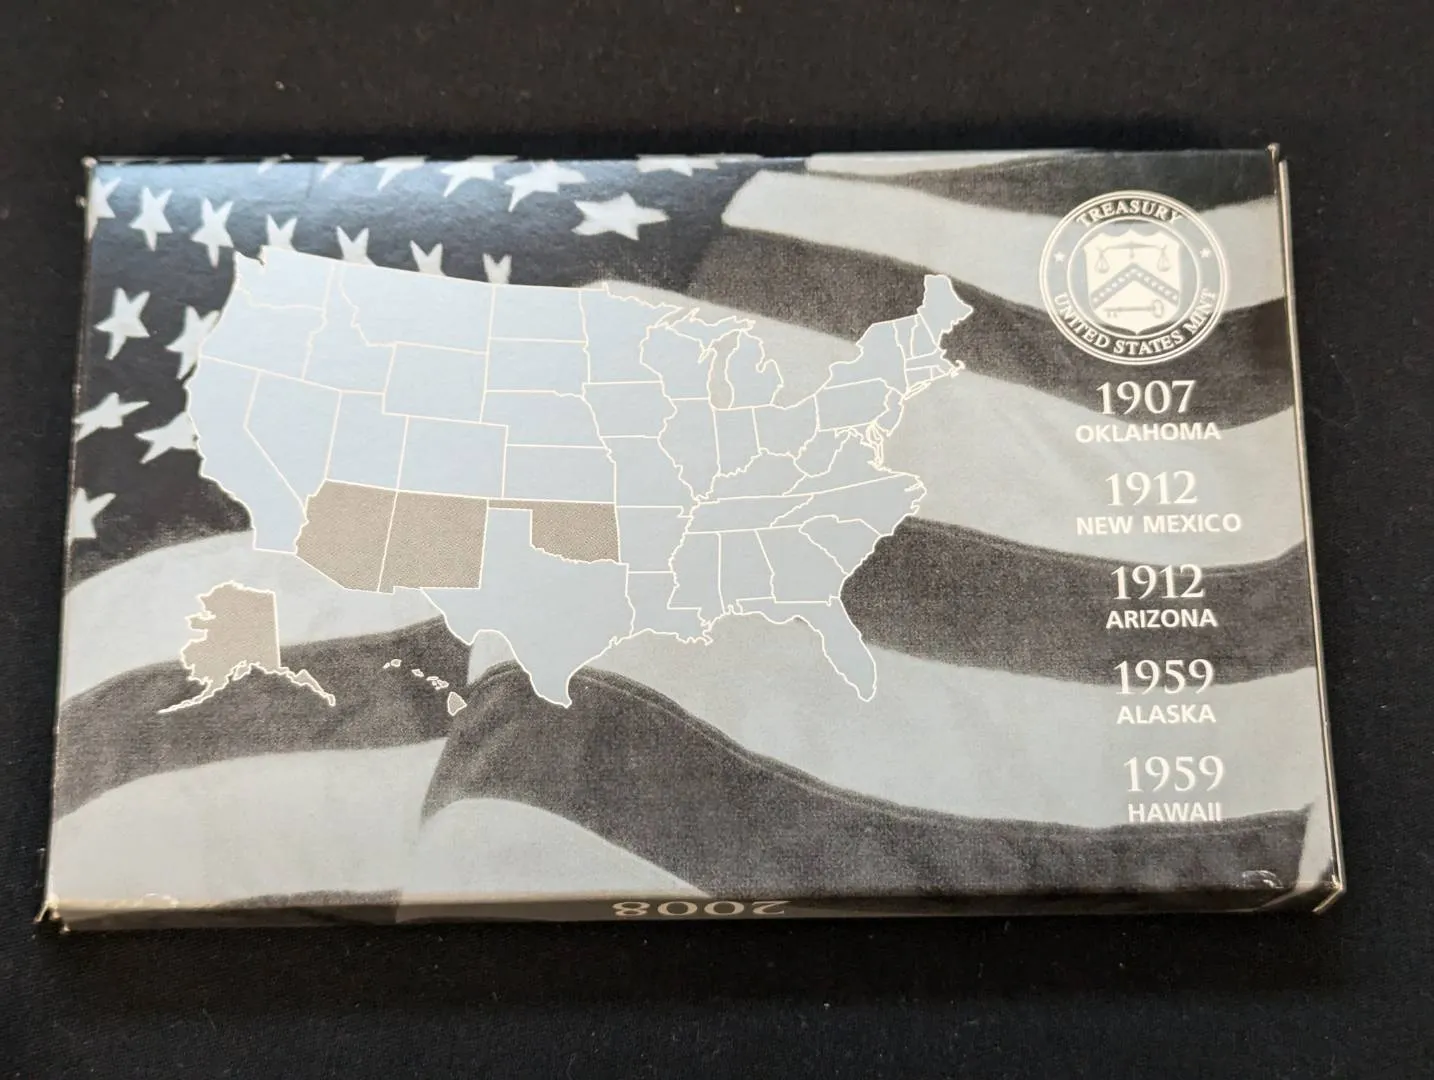 TREASURY
UNITED STATES MINT
1907
OKLAHOMA
1912
NEW MEXICO
1912
ARIZONA
1959
ALASKA
1959
HAWAII
2008